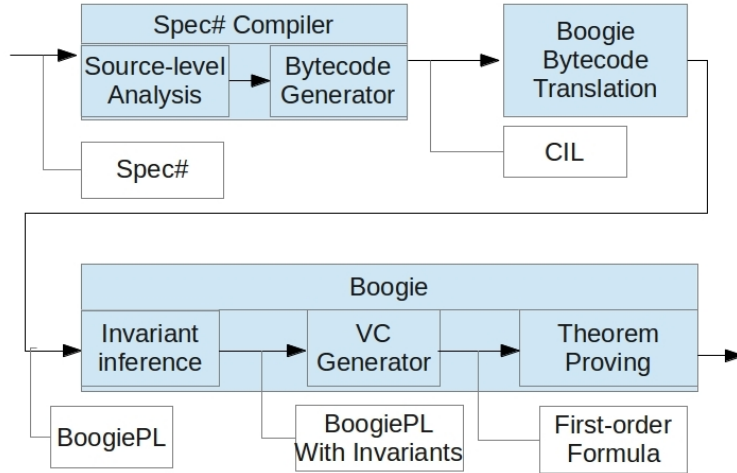 Spec# Compiler
Source-level
Analysis
Bytecode
Generator
Boogie
Bytecode
Translation
Spec#
CIL
Boogie
Invariant
inference
VC
Generator
Theorem
Proving
BoogiePL
BoogiePL
With Invariants
First-order
Formula